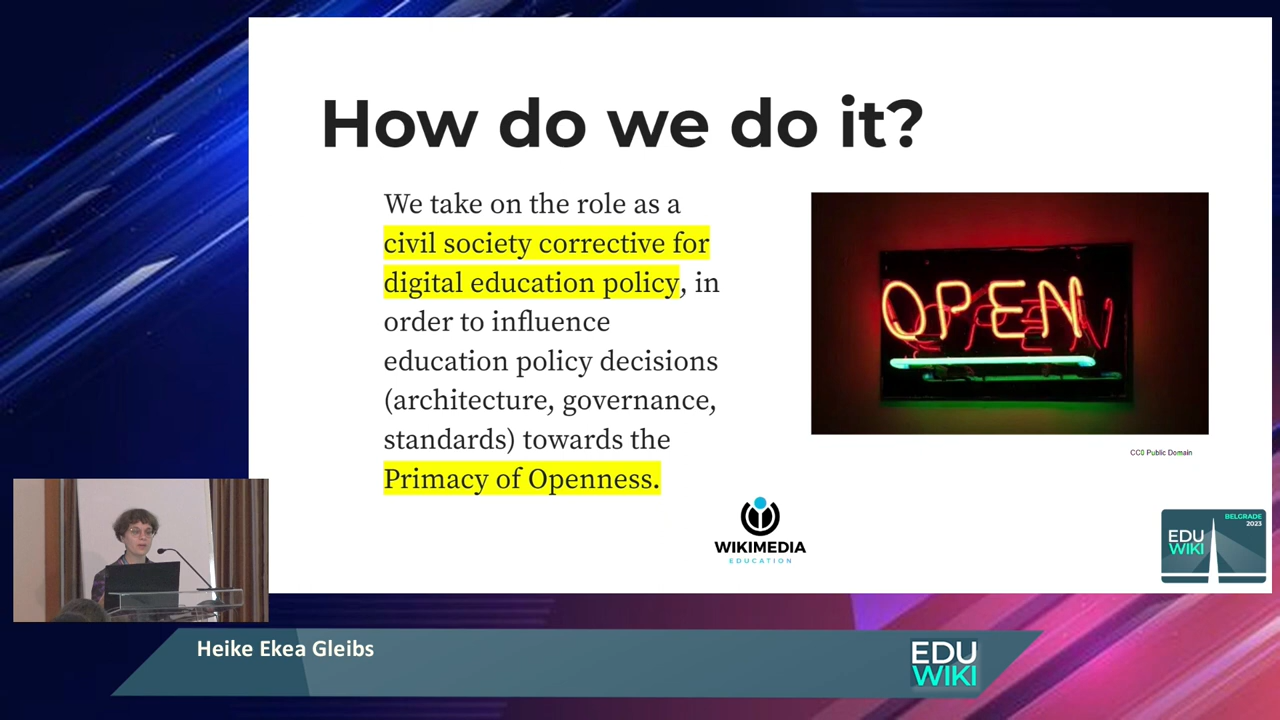 How do we do it?
We take on the role as a
civil society corrective for
digital education policy, in
order to influence
education policy decisions
(architecture, governance,
standards) towards the
Primacy of Openness.
OPEN
CC0 Public Domain
WIKIMEDIA
EDUCATION
BELGRADE
2023
EDU
WIKI
Heike Ekea Gleibs
EDU
WIKI